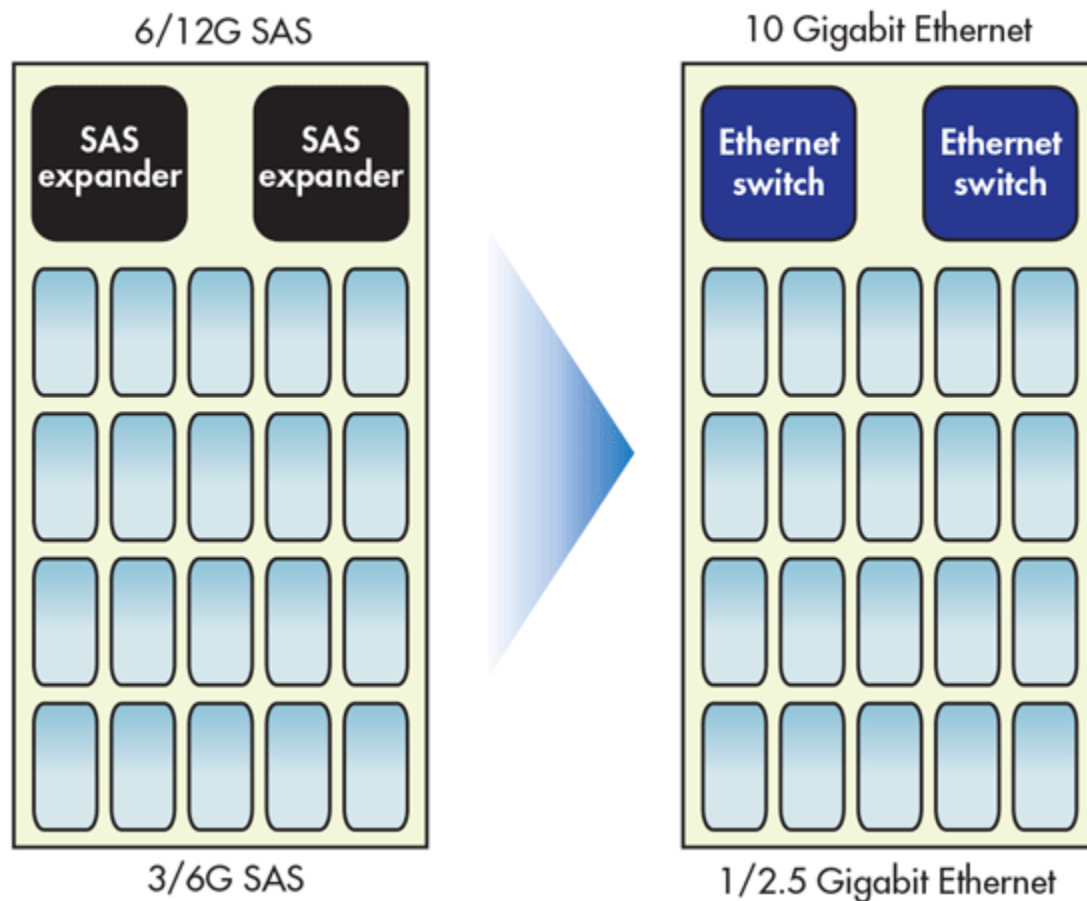 6/12G SAS
10 Gigabit Ethernet
SAS
expander
SAS
expander
Ethernet
switch
Ethernet
switch
3/6G SAS
1/2.5 Gigabit Ethernet